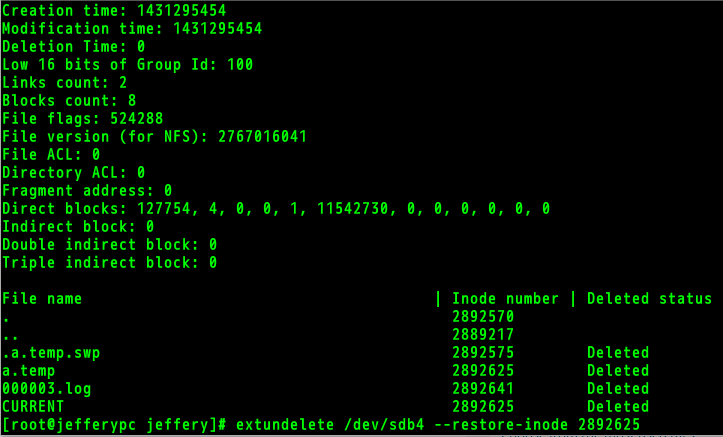 Creation time: 1431295454
Modification time: 1431295454
Deletion Time: 0
Low 16 bits of Group Id: 100
Links count: 2
Blocks count: 8
File flags: 524288
File version (for NFS): 2767016041
File ACL: 0
Directory ACL: 0
Fragment address: 0
Direct blocks: 127754, 4, 0, 0, 1, 11542730, 0, 0, 0, 0, 0, 0
Indirect block: 0
Double indirect block: 0
Triple indirect block: 0
File name | Inode number | Deleted status
. 2892570
.. 2889217
.a.temp.swp 2892575 Deleted
a.temp 2892625 Deleted
000003.log 2892641 Deleted
CURRENT 2892625 Deleted
[root@jefferypc jeffery]# extundelete /dev/sdb4 --restore-inode 2892625